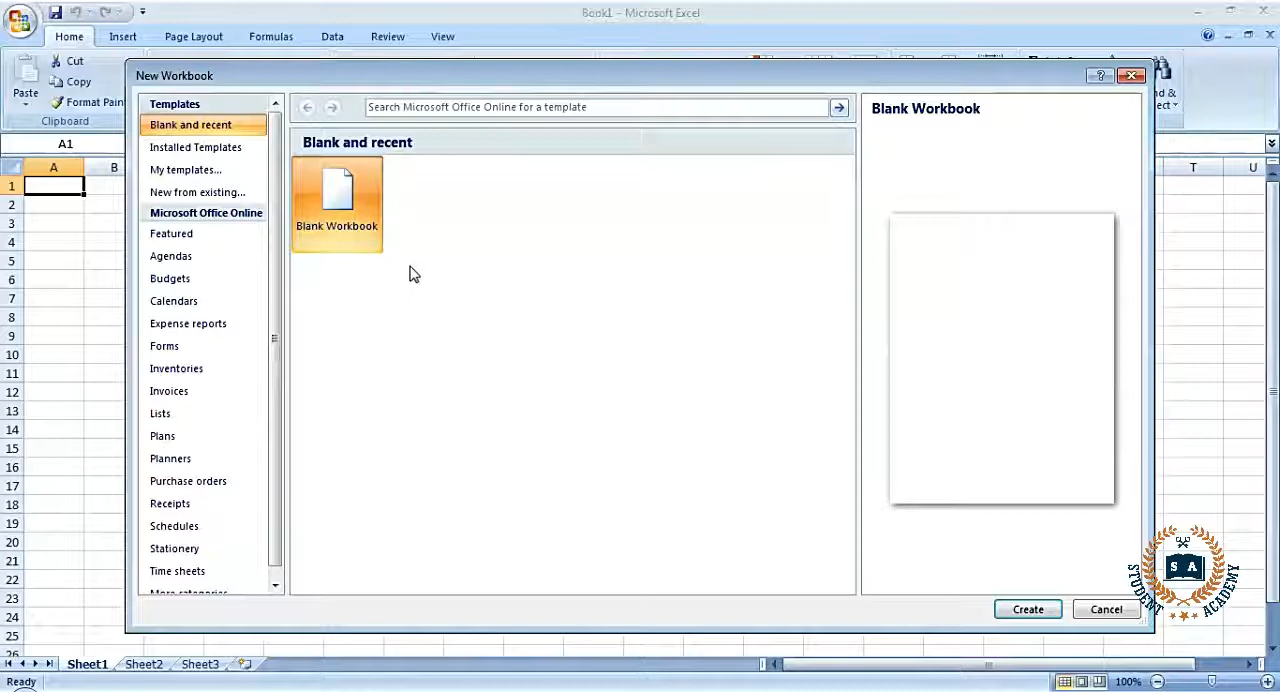 Book1 - Microsoft Excel
Home Insert Page Layout Formulas Data Review View
Paste
Cut
Copy
Format Pain
Clipboard
nd &
ect
New Workbook
Templates
Blank and recent
Installed Templates
My templates...
New from existing...
Microsoft Office Online
Featured
Agendas
Budgets
Calendars
Expense reports
Forms
Inventories
Invoices
Lists
Plans
Planners
Purchase orders
Receipts
Schedules
Stationery
Time sheets
More categories
Search Microsoft Office Online for a template
Blank and recent
Blank Workbook
Blank Workbook
Create Cancel
A1
A B T U
1
2
3
4
5
6
7
8
9
10
11
12
13
14
15
16
17
18
19
20
21
22
23
24
25
26
Sheet1 Sheet2 Sheet3
Ready
100%
S A
STUDENT ACADEMY